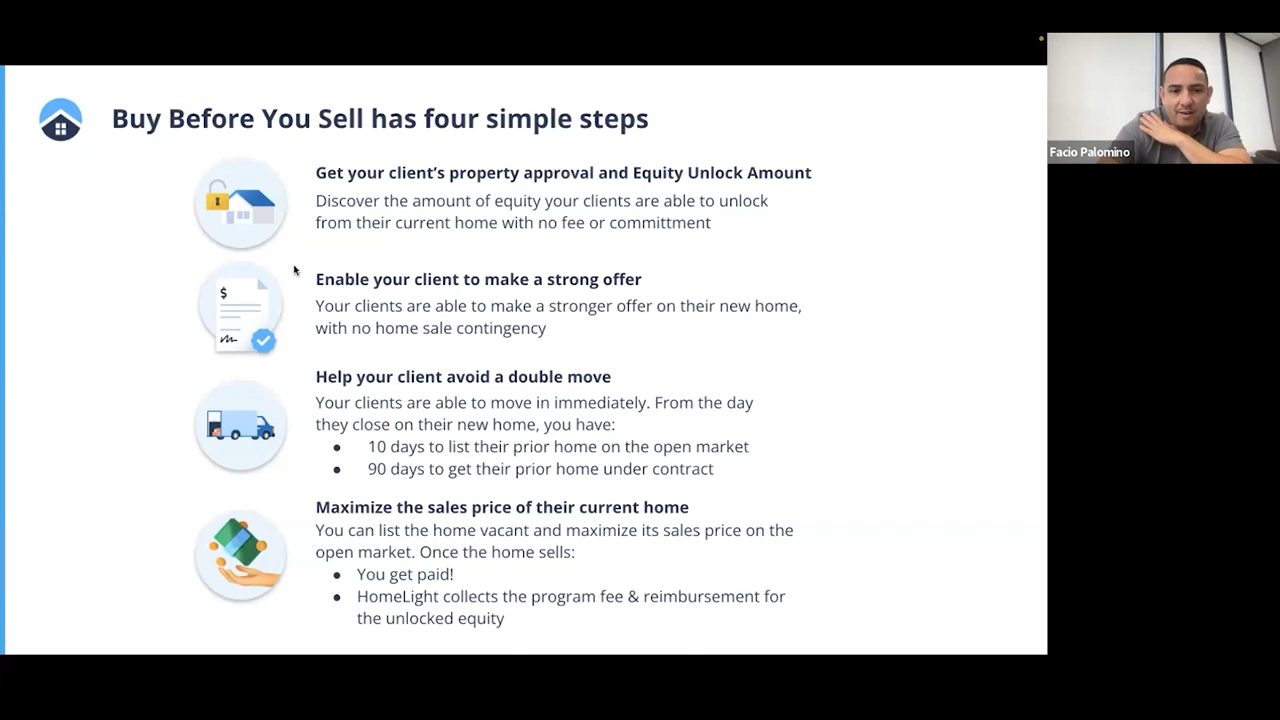 Buy Before You Sell has four simple steps
Get your client's property approval and Equity Unlock Amount
Discover the amount of equity your clients are able to unlock
from their current home with no fee or committment
$
Enable your client to make a strong offer
Your clients are able to make a stronger offer on their new home,
with no home sale contingency
Help your client avoid a double move
Your clients are able to move in immediately. From the day
they close on their new home, you have:
● 10 days to list their prior home on the open market
● 90 days to get their prior home under contract
Maximize the sales price of their current home
You can list the home vacant and maximize its sales price on the
open market. Once the home sells:
● You get paid!
● HomeLight collects the program fee & reimbursement for
the unlocked equity
Facio Palomino